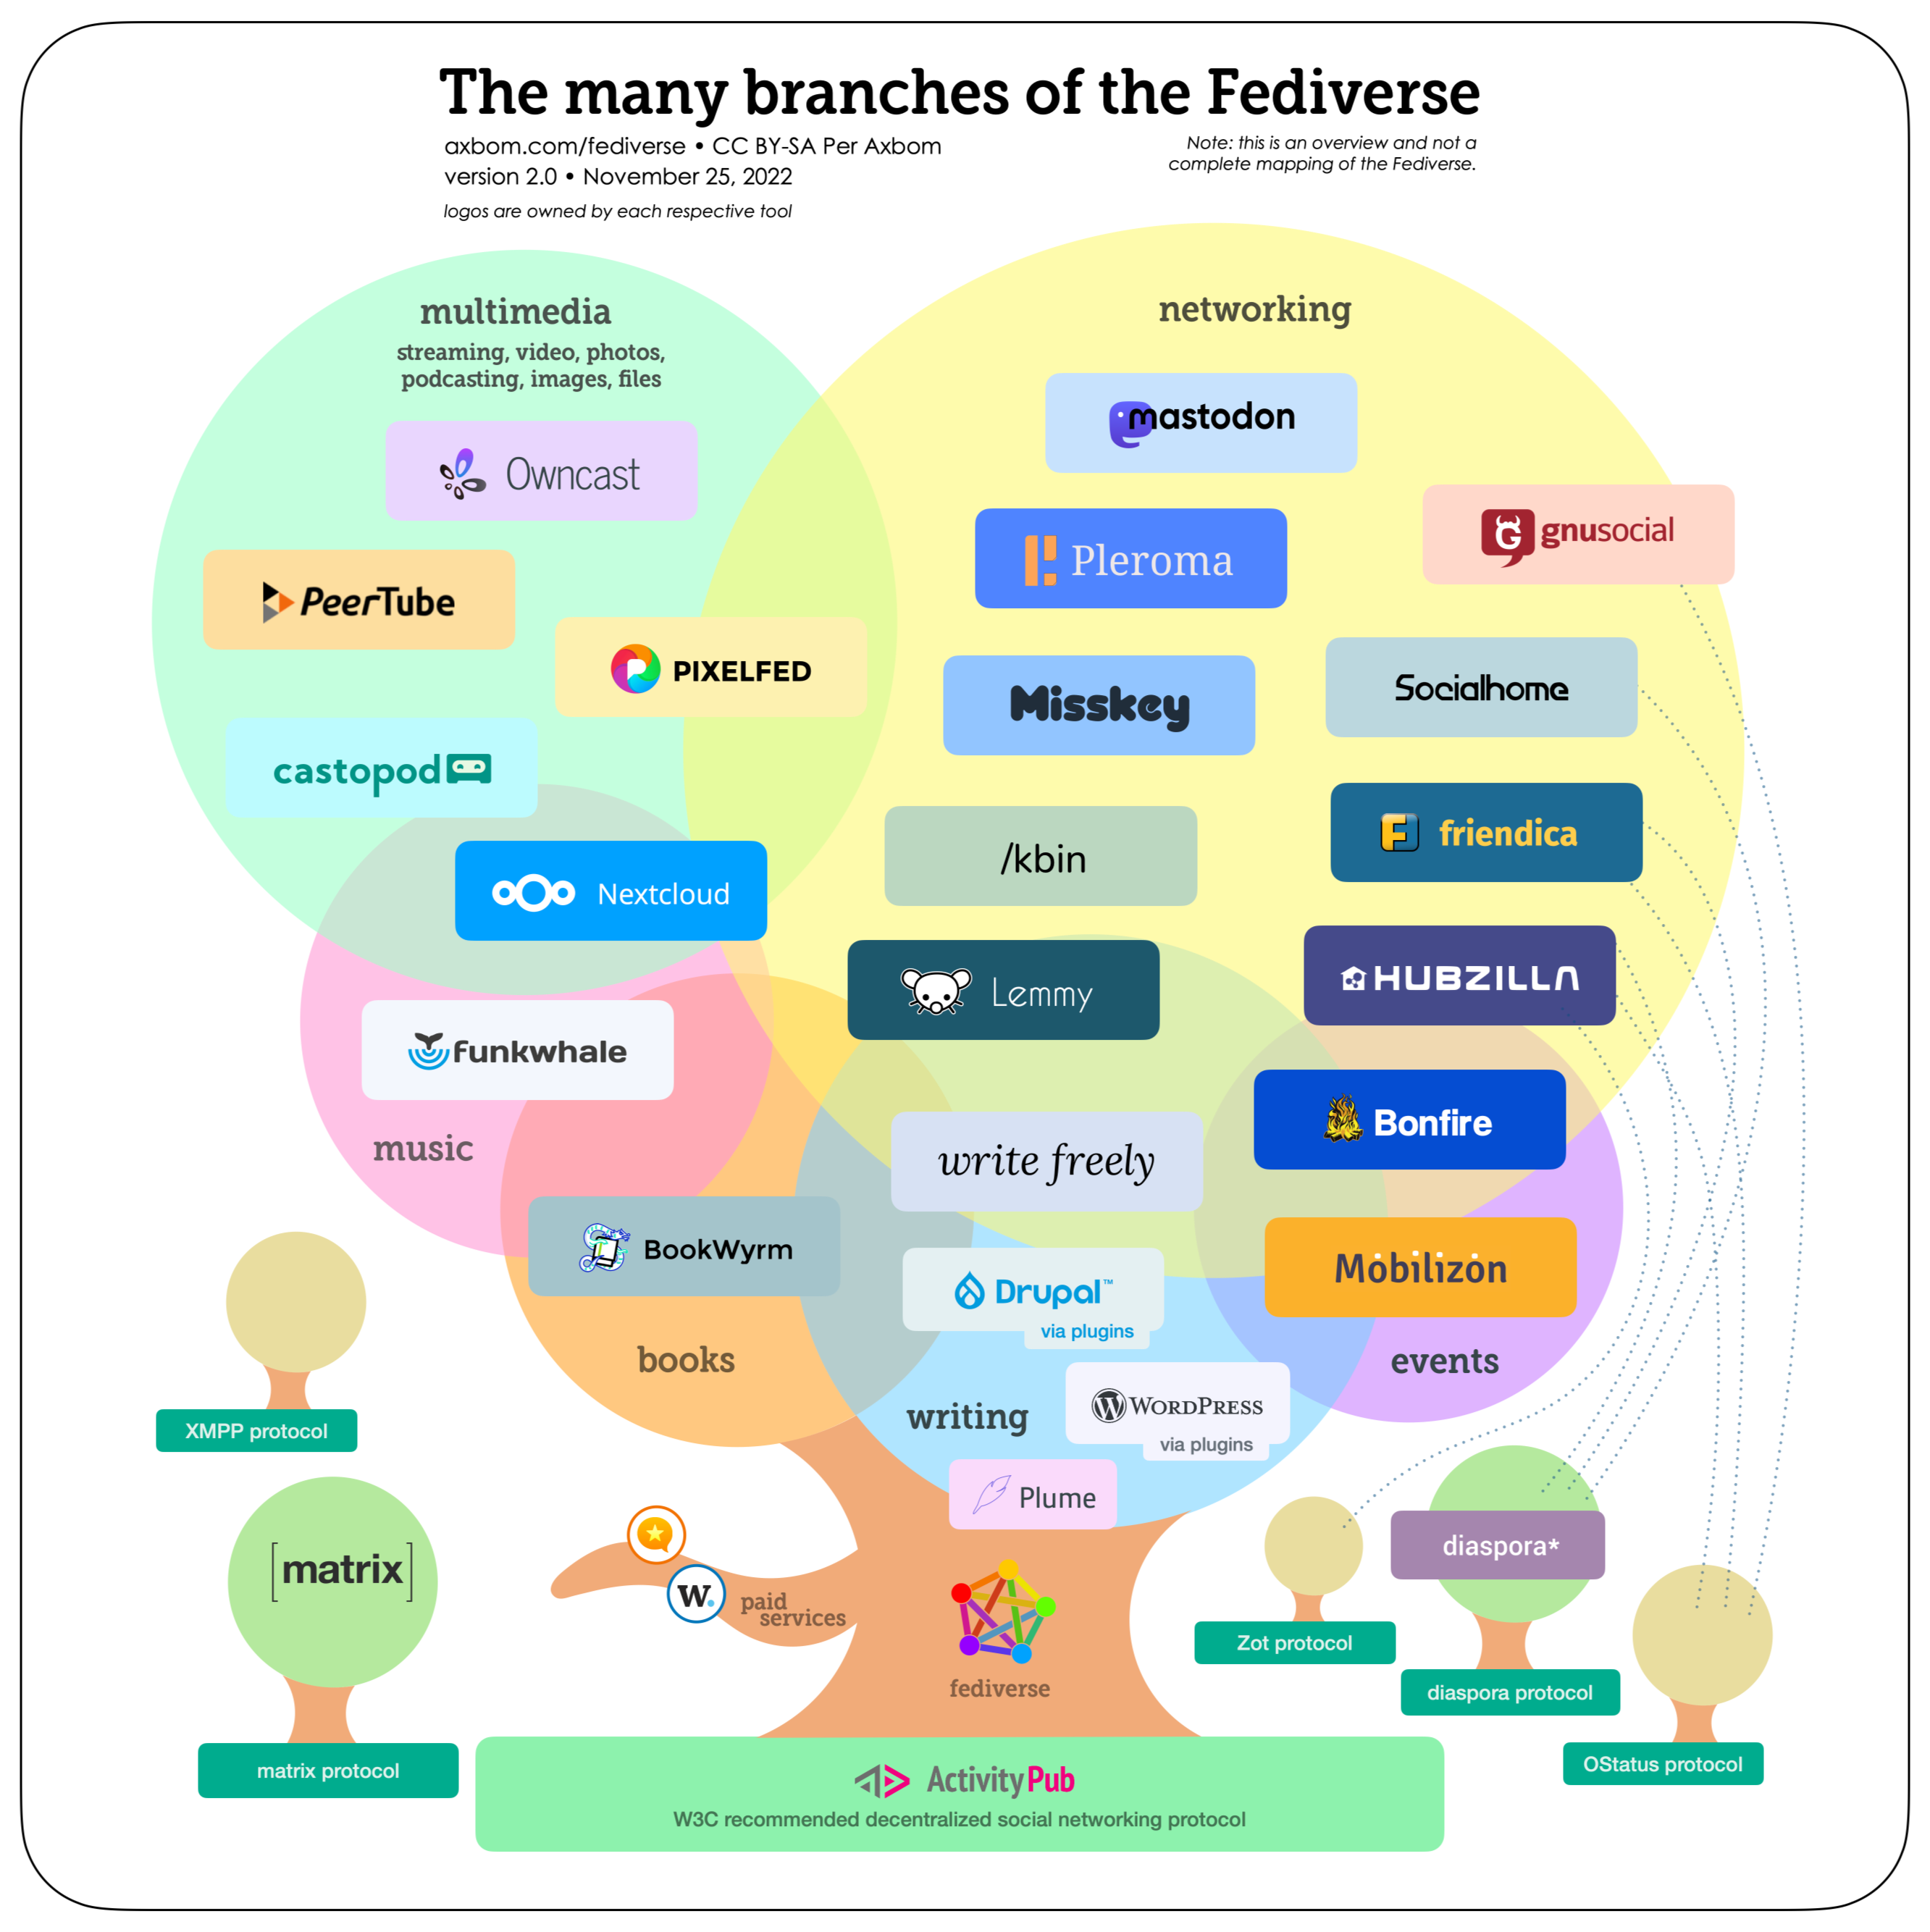 The many branches of the Fediverse
axbom.com/fediverse • CC BY-SA Per Axbom
version 2.0 • November 25, 2022
logos are owned by each respective tool
Note: this is an overview and not a
complete mapping of the Fediverse.
multimedia
streaming, video, photos,
podcasting, images, files
networking
mastodon
Owncast
gnusocial
Pleroma
PeerTube
PIXELFED
Misskey
Socialhome
castopod
/kbin
friendica
Nextcloud
Lemmy
HUBZILLA
funkwhale
Bonfire
music
write freely
BookWyrm
Mobilizon
Drupal™
via plugins
books
events
writing
WORDPRESS
via plugins
Plume
XMPP protocol
[matrix]
matrix protocol
w.
paid
services
fediverse
Zot protocol
diaspora*
diaspora protocol
OStatus protocol
ActivityPub
W3C recommended decentralized social networking protocol